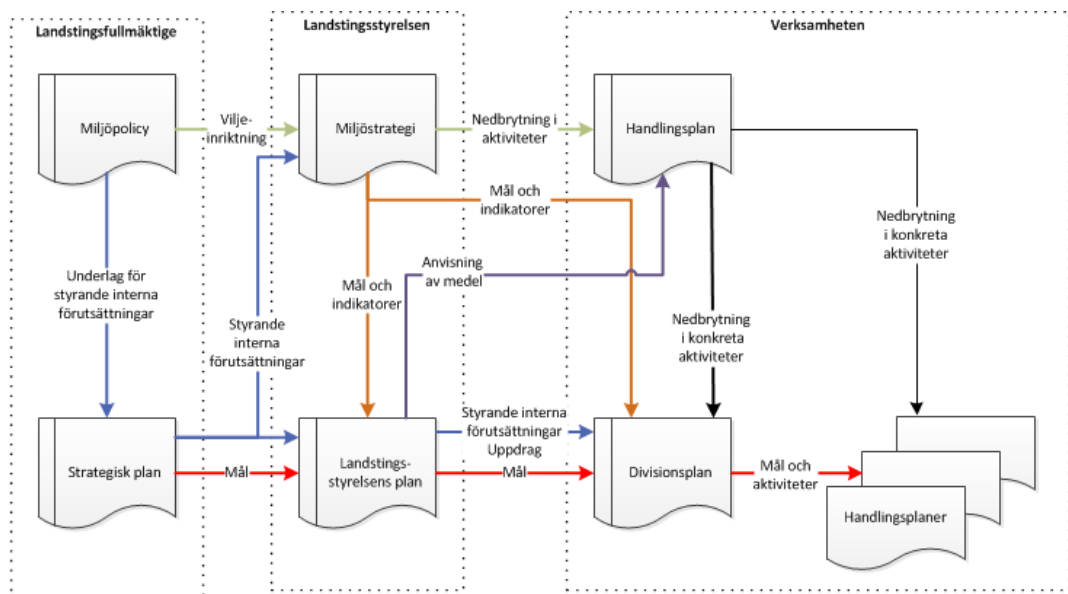 Landstingsfullmäktige
Landstingsstyrelsen
Verksamheten
Miljöpolicy
Vilje-
inriktning
Miljöstrategi
Nedbrytning i
aktiviteter
Handlingsplan
Mål och
indikatorer
Nedbrytning
i konkreta
aktiviteter
Underlag för
styrande interna
förutsättningar
Anvisning
av medel
Mål och
indikatorer
Styrande
interna
förutsättningar
Nedbrytning
i konkreta
aktiviteter
Strategisk plan
Mål
Landstings-
styrelsens plan
Styrande interna
förutsättningar
Uppdrag
Mål
Divisionsplan
Mål och
aktiviteter
Handlingsplaner